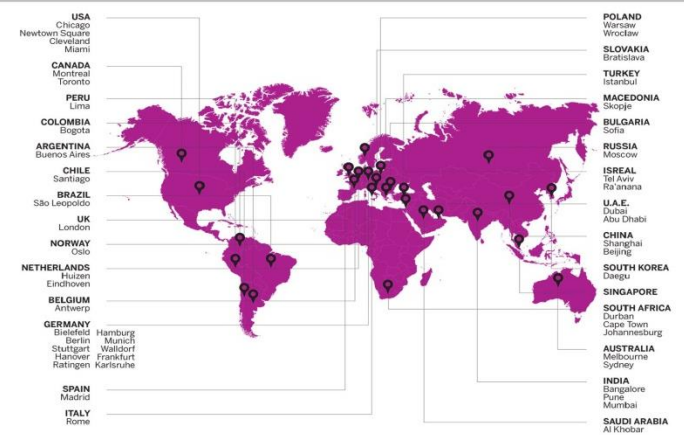 USA
Chicago
Newtown Square
Cleveland
Miami
CANADA
Montreal
Toronto
PERU
Lima
COLOMBIA
Bogota
ARGENTINA
Buenos Aires
CHILE
Santiago
BRAZIL
São Leopoldo
UK
London
NORWAY
Oslo
NETHERLANDS
Huizen
Eindhoven
BELGIUM
Antwerp
GERMANY
Bielefeld Hamburg
Berlin Munich
Stuttgart Walldorf
Hanover Frankfurt
Ratingen Karlsruhe
SPAIN
Madrid
ITALY
Rome
POLAND
Warsaw
Wroclaw
SLOVAKIA
Bratislava
TURKEY
Istanbul
MACEDONIA
Skopje
BULGARIA
Sofia
RUSSIA
Moscow
ISREAL
Tel Aviv
Ra'anana
U.A.E.
Dubai
Abu Dhabi
CHINA
Shanghai
Beijing
SOUTH KOREA
Daegu
SINGAPORE
SOUTH AFRICA
Durban
Cape Town
Johannesburg
AUSTRALIA
Melbourne
Sydney
INDIA
Bangalore
Pune
Mumbai
SAUDI ARABIA
Al Khobar